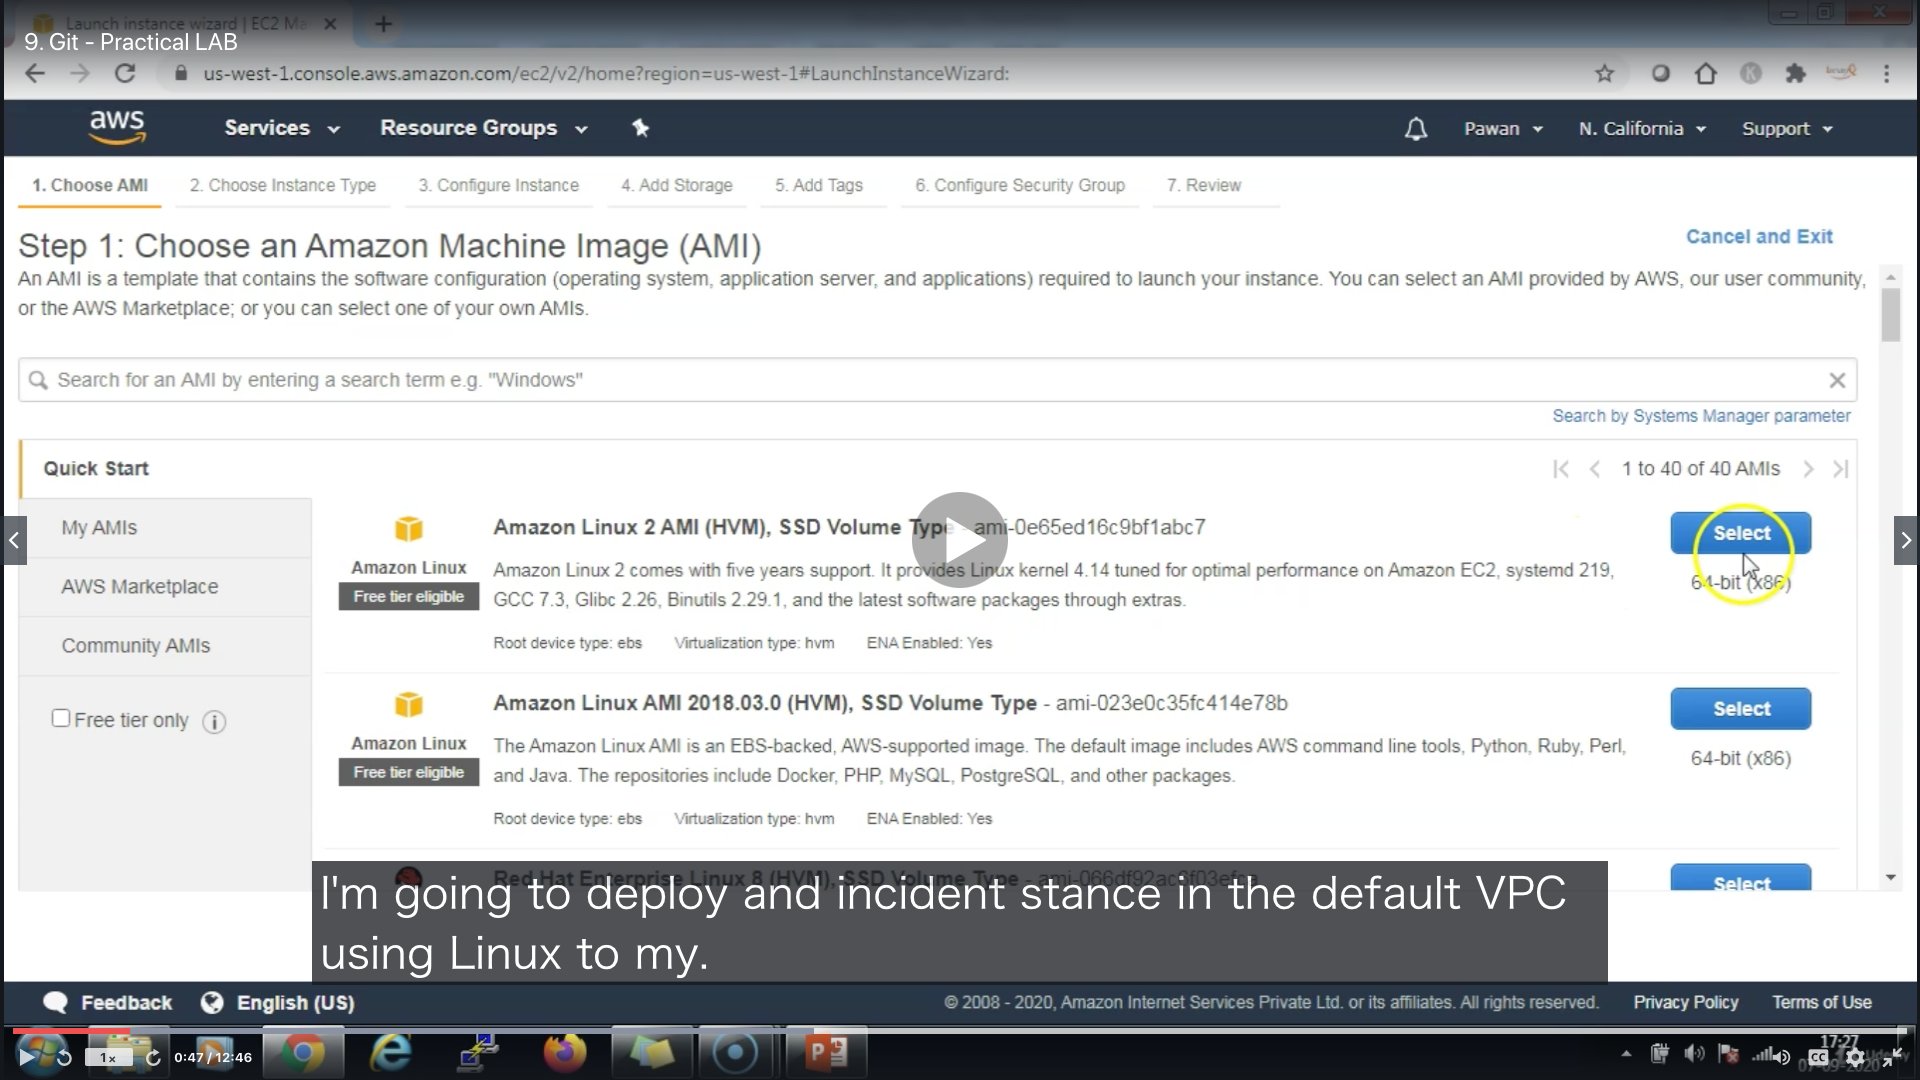 Launch instance wizard | EC2 Ma
9. Git - Practical LAB
us-west-1.console.aws.amazon.com/ec2/v2/home?region=us-west-1#LaunchInstanceWizard:
aws Services Resource Groups Pawan N. California Support
1. Choose AMI 2. Choose Instance Type 3. Configure Instance 4. Add Storage 5. Add Tags 6. Configure Security Group 7. Review
Step 1: Choose an Amazon Machine Image (AMI)
Cancel and Exit
An AMI is a template that contains the software configuration (operating system, application server, and applications) required to launch your instance. You can select an AMI provided by AWS, our user community,
or the AWS Marketplace; or you can select one of your own AMIs.
Search for an AMI by entering a search term e.g. "Windows"
Search by Systems Manager parameter
Quick Start
1 to 40 of 40 AMIs
My AMIs
AWS Marketplace
Community AMIs
Free tier only
Amazon Linux
Free tier eligible
Amazon Linux 2 AMI (HVM), SSD Volume Type - ami-0e65ed16c9bf1abc7
Amazon Linux 2 comes with five years support. It provides Linux kernel 4.14 tuned for optimal performance on Amazon EC2, systemd 219,
GCC 7.3, Glibc 2.26, Binutils 2.29.1, and the latest software packages through extras.
Root device type: ebs Virtualization type: hvm ENA Enabled: Yes
Select
64-bit (x86)
Amazon Linux
Free tier eligible
Amazon Linux AMI 2018.03.0 (HVM), SSD Volume Type - ami-023e0c35fc414e78b
The Amazon Linux AMI is an EBS-backed, AWS-supported image. The default image includes AWS command line tools, Python, Ruby, Perl,
and Java. The repositories include Docker, PHP, MySQL, PostgreSQL, and other packages.
Root device type: ebs Virtualization type: hvm ENA Enabled: Yes
Select
64-bit (x86)
Red Hat Enterprise Linux 8 (HVM), SSD Volume Type
Select
I'm going to deploy and incident stance in the default VPC
using Linux to my.
Feedback English (US)
© 2008 - 2020, Amazon Internet Services Private Ltd. or its affiliates. All rights reserved. Privacy Policy Terms of Use
1x 0:47 / 12:46
17:27
CC